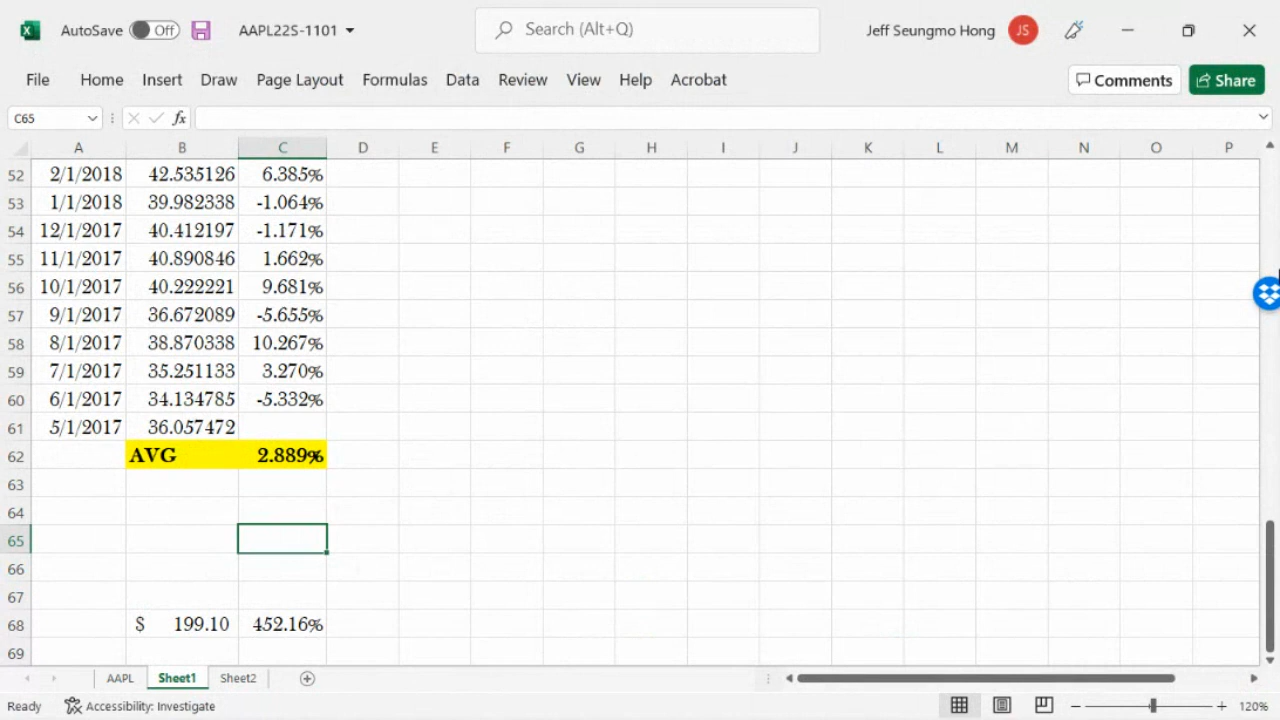 AutoSave Off AAPL22S-1101 Search (Alt+Q) Jeff Seungmo Hong JS
File Home Insert Draw Page Layout Formulas Data Review View Help Acrobat Comments Share
C65 fx
A B C D E F G H I J K L M N O P
52 2/1/2018 42.535126 6.385%
53 1/1/2018 39.982338 -1.064%
54 12/1/2017 40.412197 -1.171%
55 11/1/2017 40.890846 1.662%
56 10/1/2017 40.222221 9.681%
57 9/1/2017 36.672089 -5.655%
58 8/1/2017 38.870338 10.267%
59 7/1/2017 35.251133 3.270%
60 6/1/2017 34.134785 -5.332%
61 5/1/2017 36.057472
62 AVG 2.889%
63
64
65
66
67
68 $ 199.10 452.16%
69
AAPL Sheet1 Sheet2
Ready Accessibility: Investigate 120%